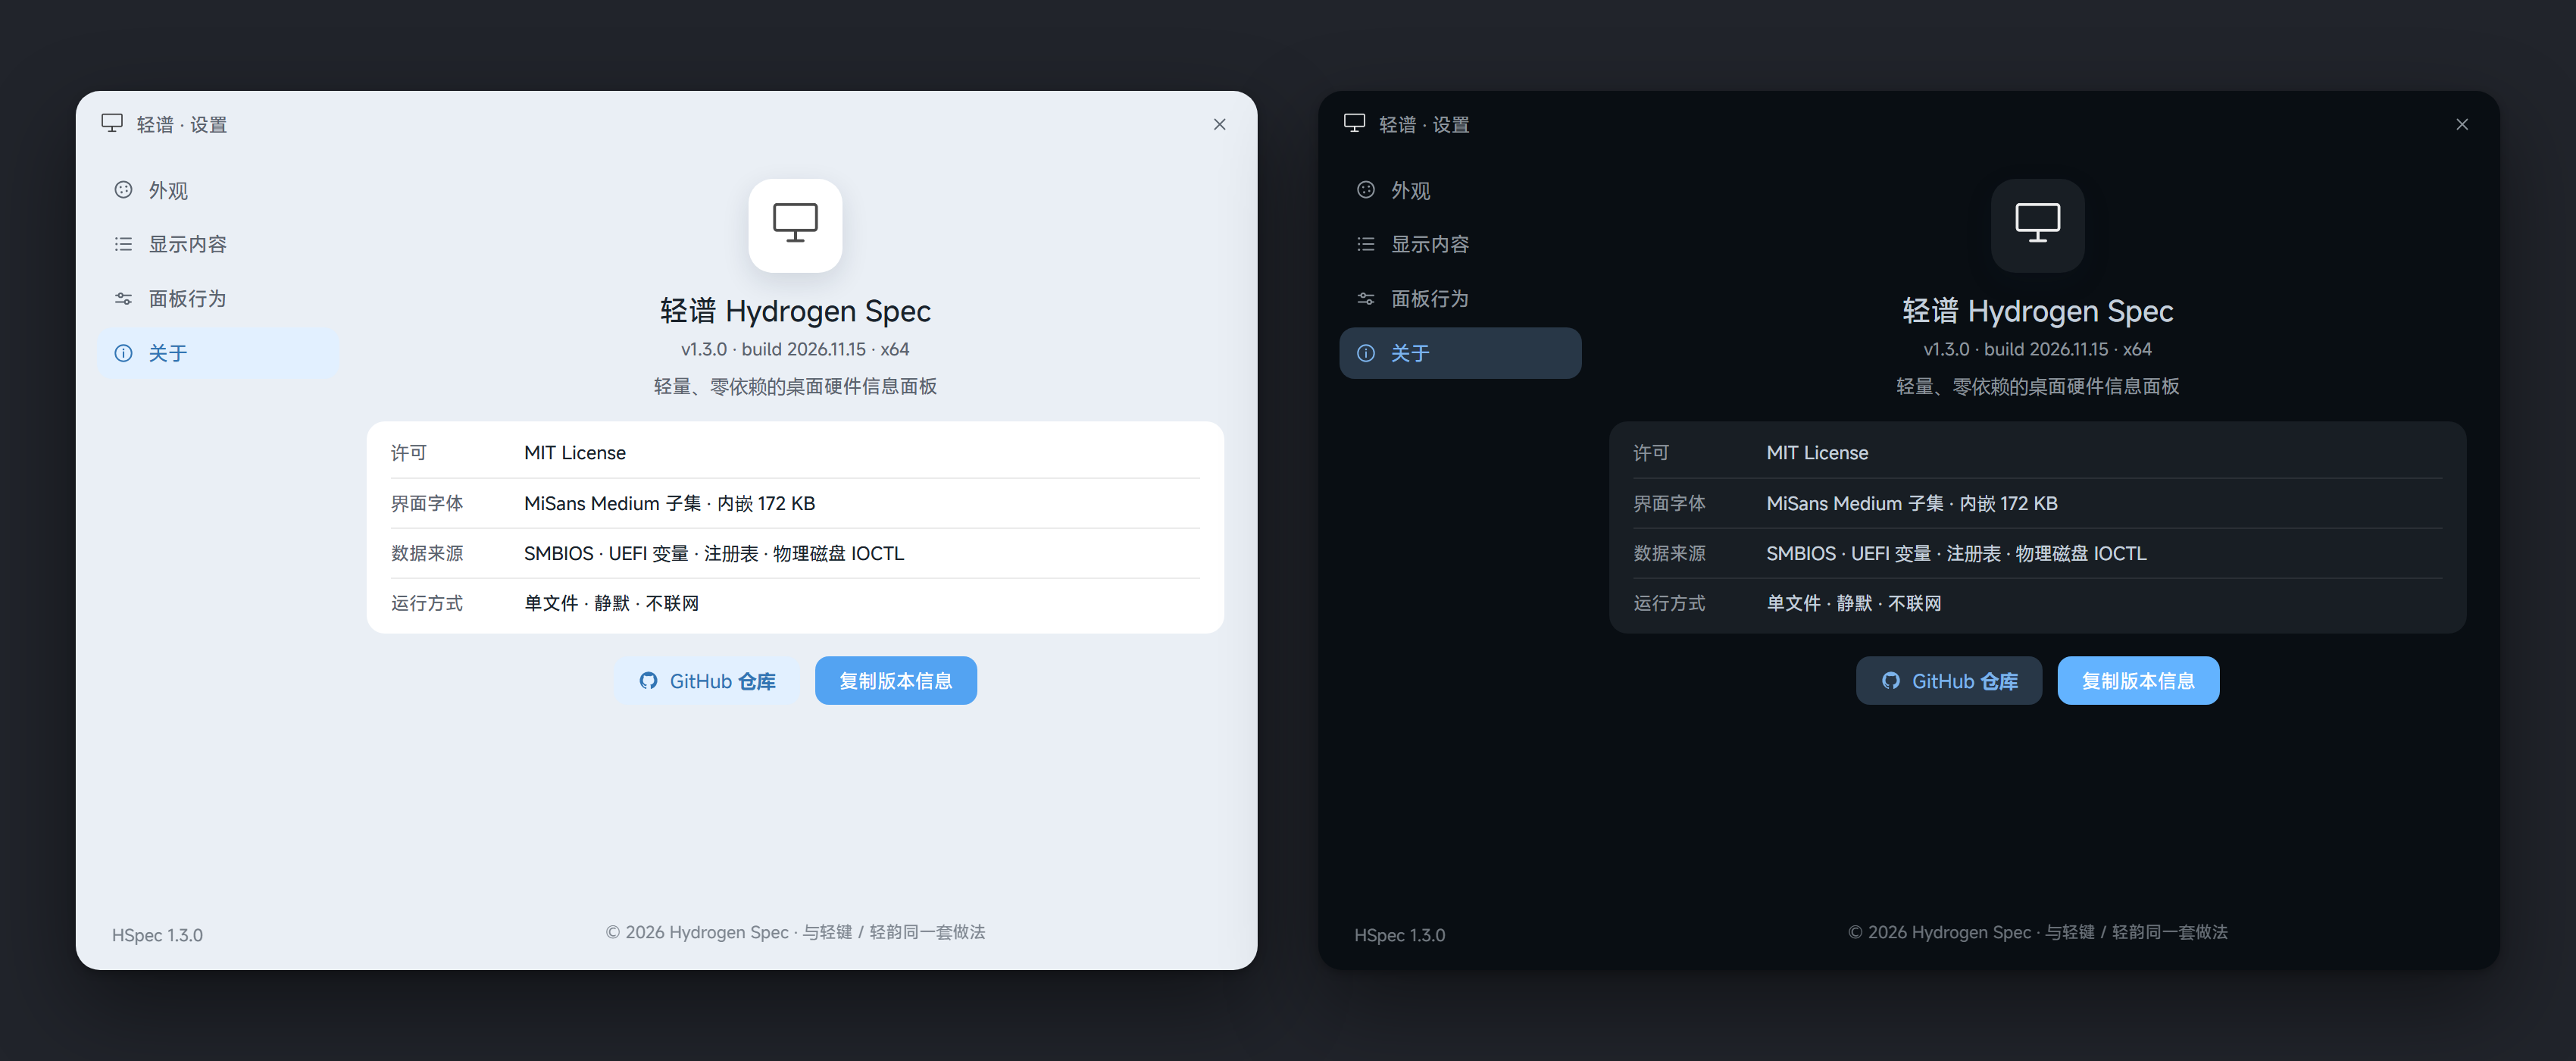 轻谱 · 设置
外观
显示内容
面板行为
关于
轻谱 Hydrogen Spec
v1.3.0 · build 2026.11.15 · x64
轻量、零依赖的桌面硬件信息面板
许可 MIT License
界面字体 MiSans Medium 子集 · 内嵌 172 KB
数据来源 SMBIOS · UEFI 变量 · 注册表 · 物理磁盘 IOCTL
运行方式 单文件 · 静默 · 不联网
GitHub 仓库 复制版本信息
HSpec 1.3.0
© 2026 Hydrogen Spec · 与轻键 / 轻韵同一套做法
轻谱 · 设置
外观
显示内容
面板行为
关于
轻谱 Hydrogen Spec
v1.3.0 · build 2026.11.15 · x64
轻量、零依赖的桌面硬件信息面板
许可 MIT License
界面字体 MiSans Medium 子集 · 内嵌 172 KB
数据来源 SMBIOS · UEFI 变量 · 注册表 · 物理磁盘 IOCTL
运行方式 单文件 · 静默 · 不联网
GitHub 仓库 复制版本信息
HSpec 1.3.0
© 2026 Hydrogen Spec · 与轻键 / 轻韵同一套做法